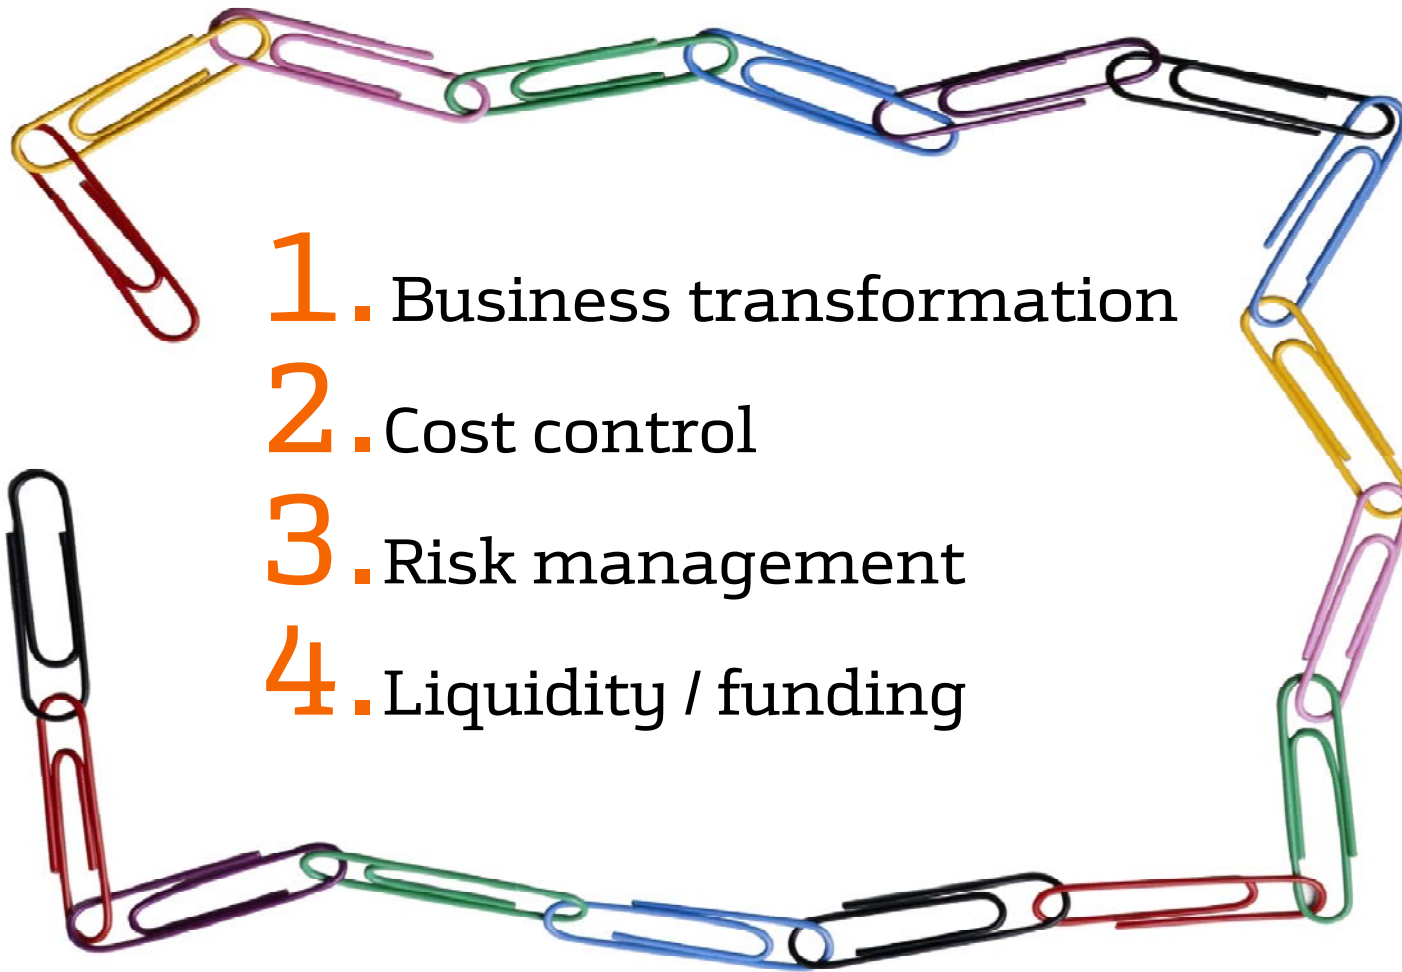 1. Business transformation
2. Cost control
3. Risk management
4. Liquidity / funding